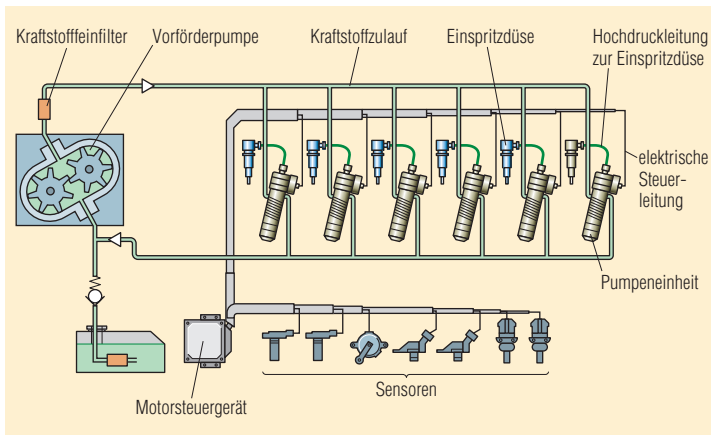 Kraftstofffeinfilter
Vorförderpumpe
Kraftstoffzulauf
Einspritzdüse
Hochdruckleitung
zur Einspritzdüse
elektrische
Steuer-
leitung
Pumpeneinheit
Sensoren
Motorsteuergerät